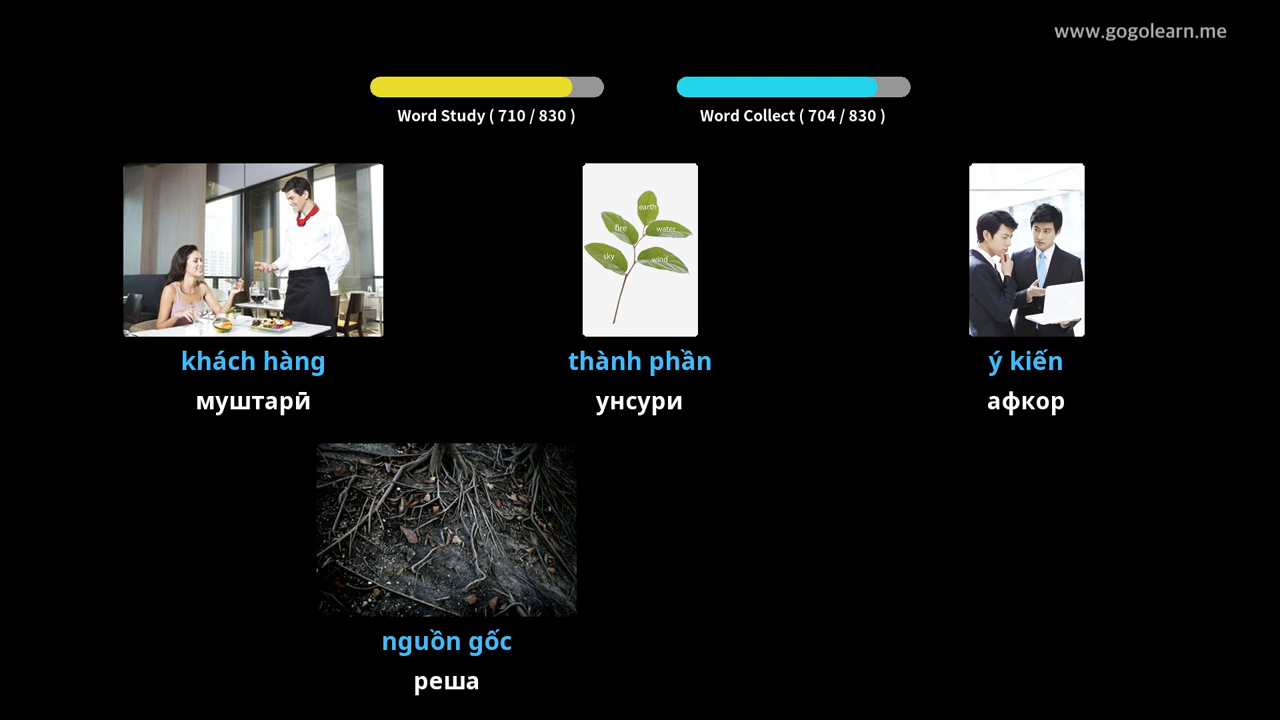 www.gogolearn.me
Word Study ( 710 / 830 )
Word Collect ( 704 / 830 )
earth
fire
water
sky
wind
khách hàng
thành phần
ý kiến
муштарӣ
унсури
афкор
nguồn gốc
реша